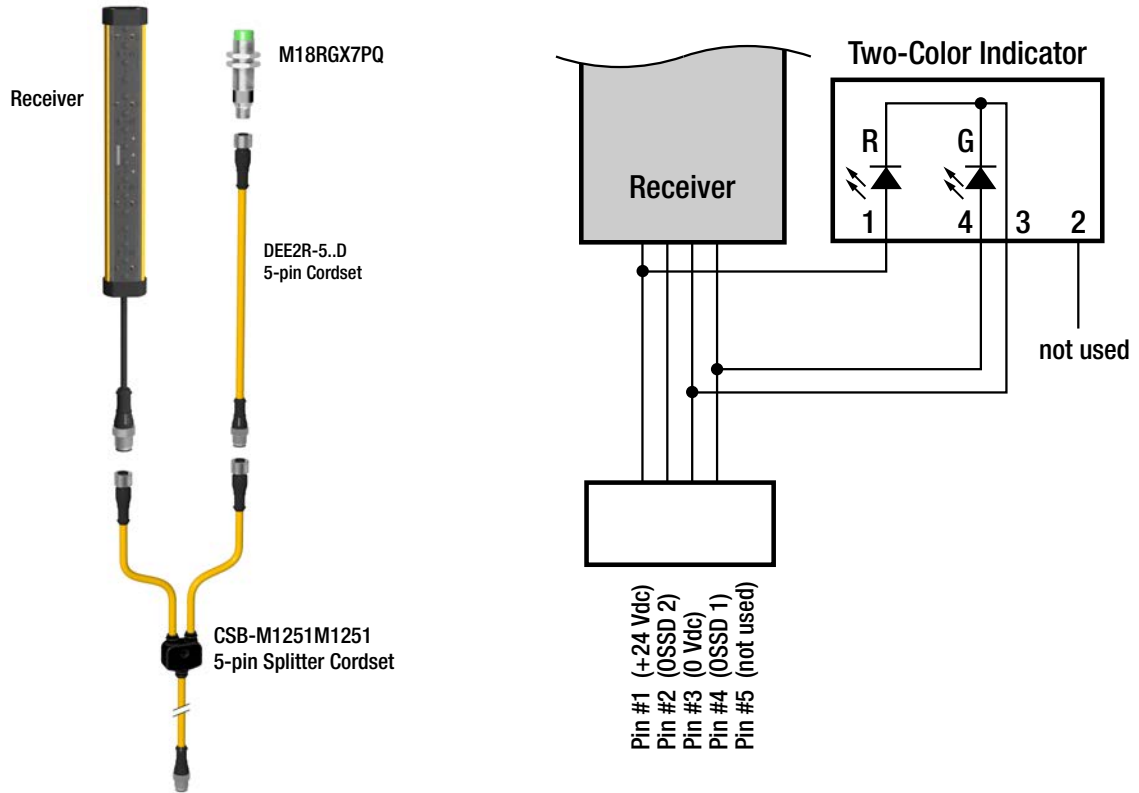 Receiver
M18RGX7PQ
DEE2R-5..D
5-pin Cordset
CSB-M1251M1251
5-pin Splitter Cordset
Two-Color Indicator
R
G
1
4
3
2
Receiver
not used
Pin #1 (+24 Vdc)
Pin #2 (OSSD 2)
Pin #3 (0 Vdc)
Pin #4 (OSSD 1)
Pin #5 (not used)